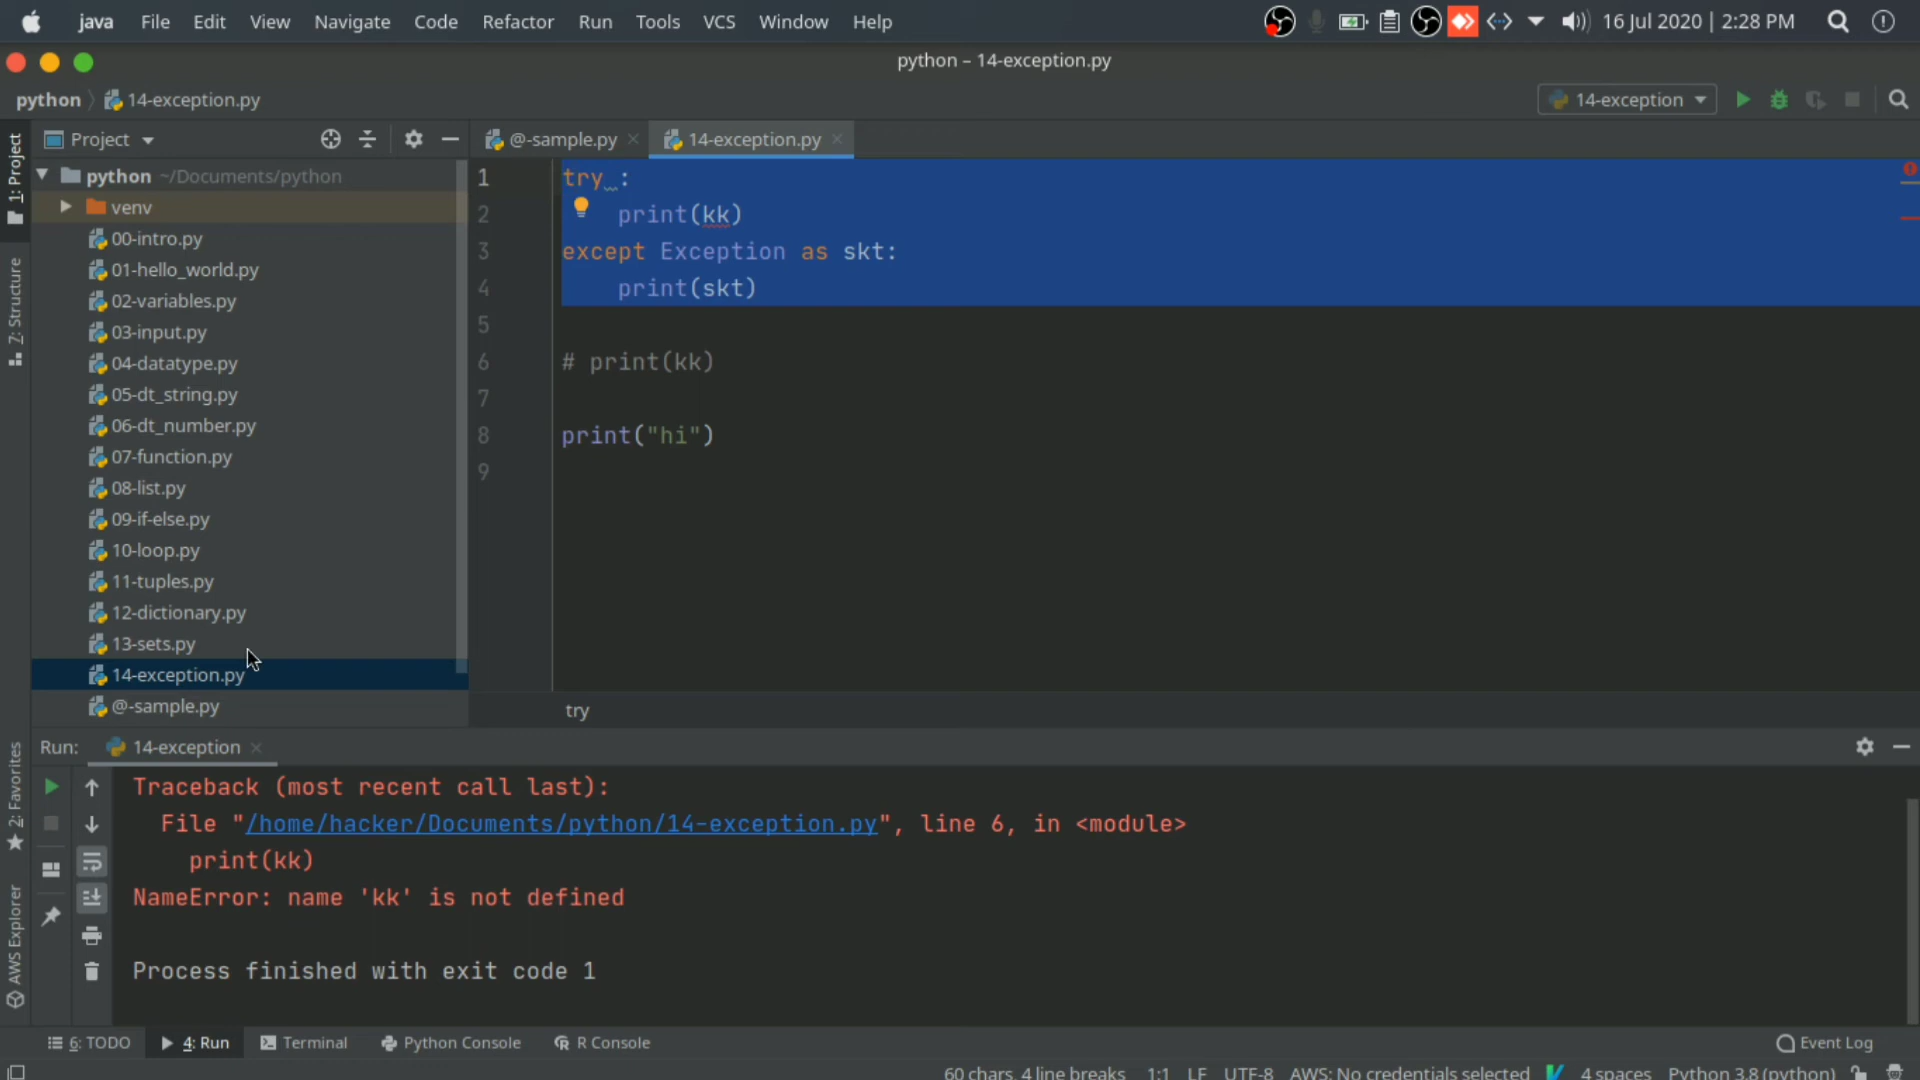 java File Edit View Navigate Code Refactor Run Tools VCS Window Help 16 Jul 2020 | 2:28 PM
python – 14-exception.py
python 14-exception.py 14-exception
1: Project
Project
@-sample.py 14-exception.py
python ~/Documents/python
venv
00-intro.py
01-hello_world.py
02-variables.py
03-input.py
04-datatype.py
05-dt_string.py
06-dt_number.py
07-function.py
08-list.py
09-if-else.py
10-loop.py
11-tuples.py
12-dictionary.py
13-sets.py
14-exception.py
@-sample.py
7: Structure
1 try :
2 print(kk)
3 except Exception as skt:
4 print(skt)
5
6 # print(kk)
7
8 print("hi")
9
try
Run: 14-exception
2: Favorites
AWS Explorer
Traceback (most recent call last):
File "/home/hacker/Documents/python/14-exception.py", line 6, in <module>
print(kk)
NameError: name 'kk' is not defined
Process finished with exit code 1
6: TODO 4: Run Terminal Python Console R Console Event Log
60 chars, 4 line breaks 1:1 LF UTF-8 AWS: No credentials selected 4 spaces Python 3.8 (python)